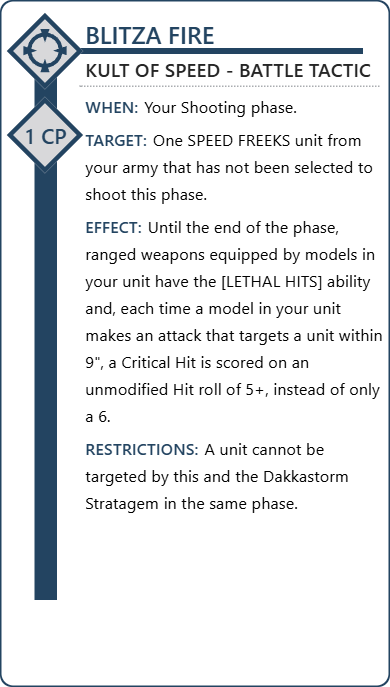 BLITZA FIRE
KULT OF SPEED - BATTLE TACTIC
1 CP
WHEN: Your Shooting phase.
TARGET: One SPEED FREEKS unit from
your army that has not been selected to
shoot this phase.
EFFECT: Until the end of the phase,
ranged weapons equipped by models in
your unit have the [LETHAL HITS] ability
and, each time a model in your unit
makes an attack that targets a unit within
9", a Critical Hit is scored on an
unmodified Hit roll of 5+, instead of only
a 6.
RESTRICTIONS: A unit cannot be
targeted by this and the Dakkastorm
Stratagem in the same phase.